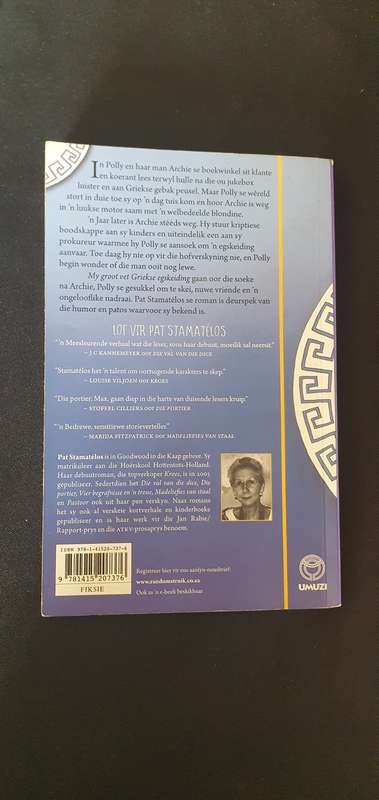 In Polly en haar man Archie se boekwinkel sit klante
en koerant lees terwyl hulle na die ou jukebox
luister en aan Griekse gebak peusel. Maar Polly se wêreld
stort in duie toe sy op 'n dag tuis kom en hoor Archie is weg
in 'n luukse motor saam met 'n welbedeelde blondine.
'n Jaar later is Archie stééds weg. Hy stuur kriptiese
boodskappe aan sy kinders en uiteindelik een aan sy
prokureur waarmee hy Polly se aansoek om 'n egskeiding
aanvaar. Toe daag hy nie op vir die hofverskyning nie, en Polly
begin wonder of die man ooit nog lewe.
My groot vet Griekse egskeiding gaan oor die soeke
na Archie, Polly se gesukkel om te skei, nuwe vriende en 'n
ongelooflike nadraai. Pat Stamatélos se roman is deurspek van
die humor en patos waarvoor sy bekend is.
LOF VIR PAT STAMATÉLOS
"'n Meesleurende verhaal wat die leser, soms haar debuut, moeilik sal neersit."
– J C KANNEMEYER OOR DIE VAL VAN DIE DICE
"Stamatélos het 'n talent om oortuigende karakters te skep."
– LOUISE VILJOEN OOR KROES
"Die portier, Max, gaan diep in die harte van duisende lesers kruip."
– STOFFEL CILLIERS OOR DIE PORTIER
"'n Bedrewe, sensitiewe storieverteller."
– MARIDA FITZPATRICK OOR MADELIEFIES VAN STAAL
Pat Stamatélos is in Goodwood in die Kaap gebore. Sy
matrikuleer aan die Hoërskool Hottentots-Holland.
Haar debuutroman, die topverkoper Kroes, is in 2005
gepubliseer. Sedertdien het Die val van die dice, Die
portier, Vier begrafnisse en 'n troue, Madeliefies van staal
en Pastoor ook uit haar pen verskyn. Naas romans
het sy ook al verskeie kortverhale en kinderboeke
gepubliseer en is haar werk vir die Jan Rabie/
Rapport-prys en die ATKV-prosaprys benoem.
ISBN 978-1-41520-737-6
9 781415 207376
FIKSIE
Registreer hier vir ons aanlyn-nuusbrief:
www.randomstruik.co.za
Ook as 'n e-boek beskikbaar
UMUZI